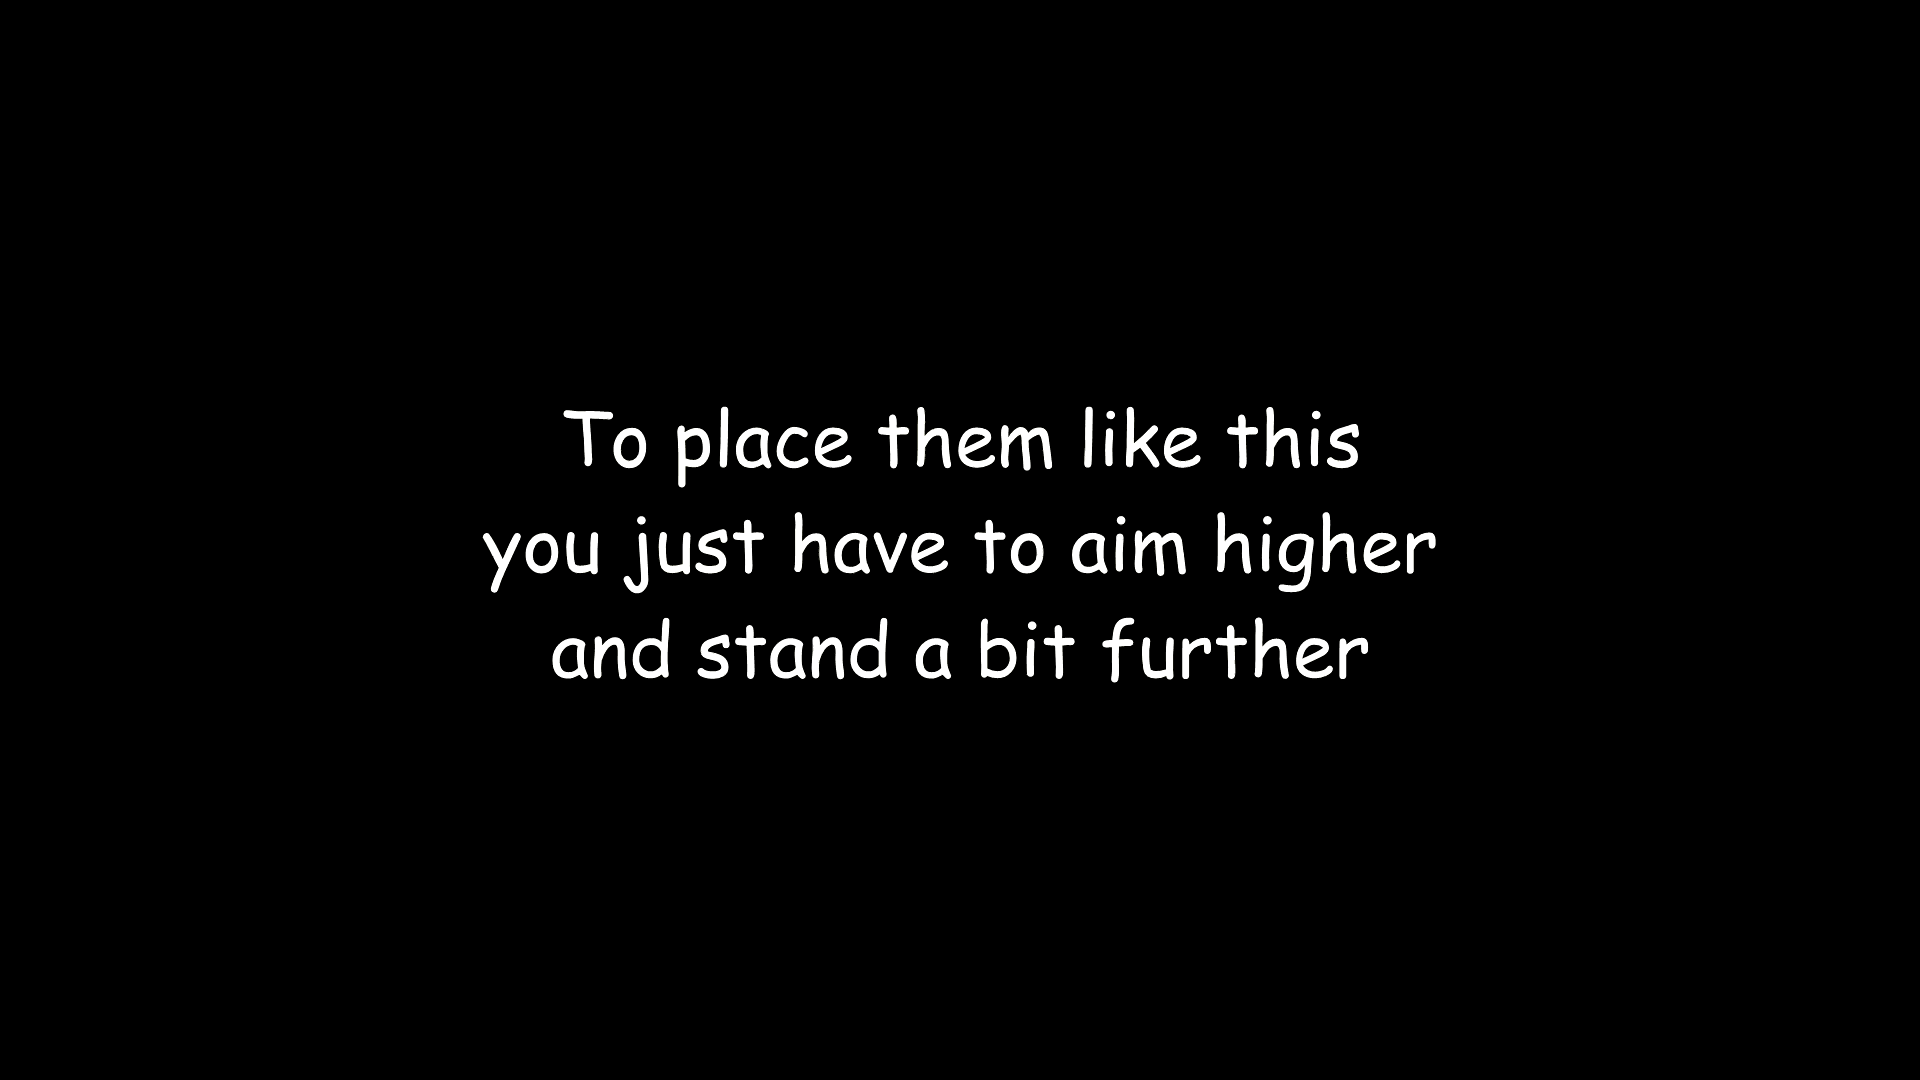 To place them like this
you just have to aim higher
and stand a bit further